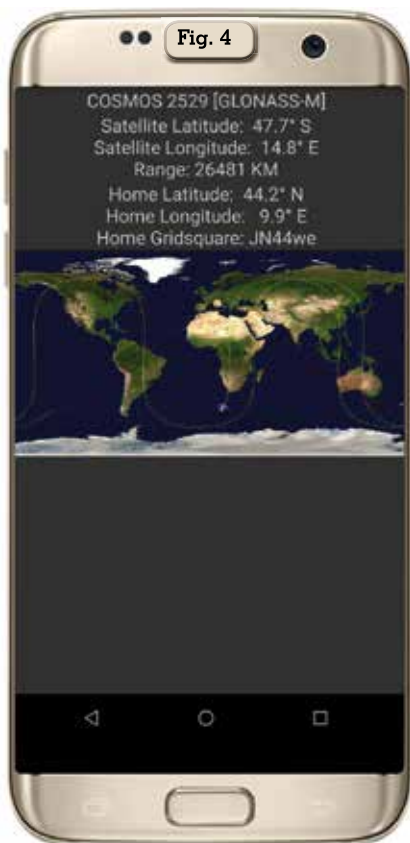 Fig. 4
COSMOS 2529 [GLONASS-M]
Satellite Latitude: 47.7° S
Satellite Longitude: 14.8° E
Range: 26481 KM
Home Latitude: 44.2° N
Home Longitude: 9.9° E
Home Gridsquare: JN44we